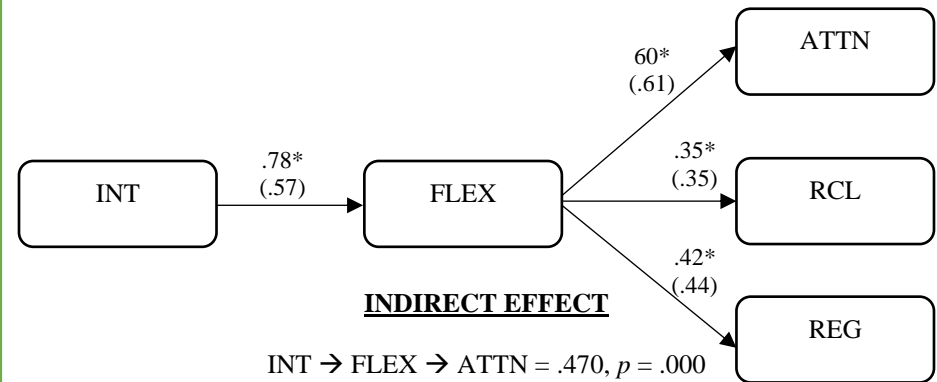 ATTN
60*
(.61)
.78*
(.57)
.35*
(.35)
INT
FLEX
RCL
.42*
(.44)
INDIRECT EFFECT
REG
INT → FLEX → ATTN = .470, p = .000